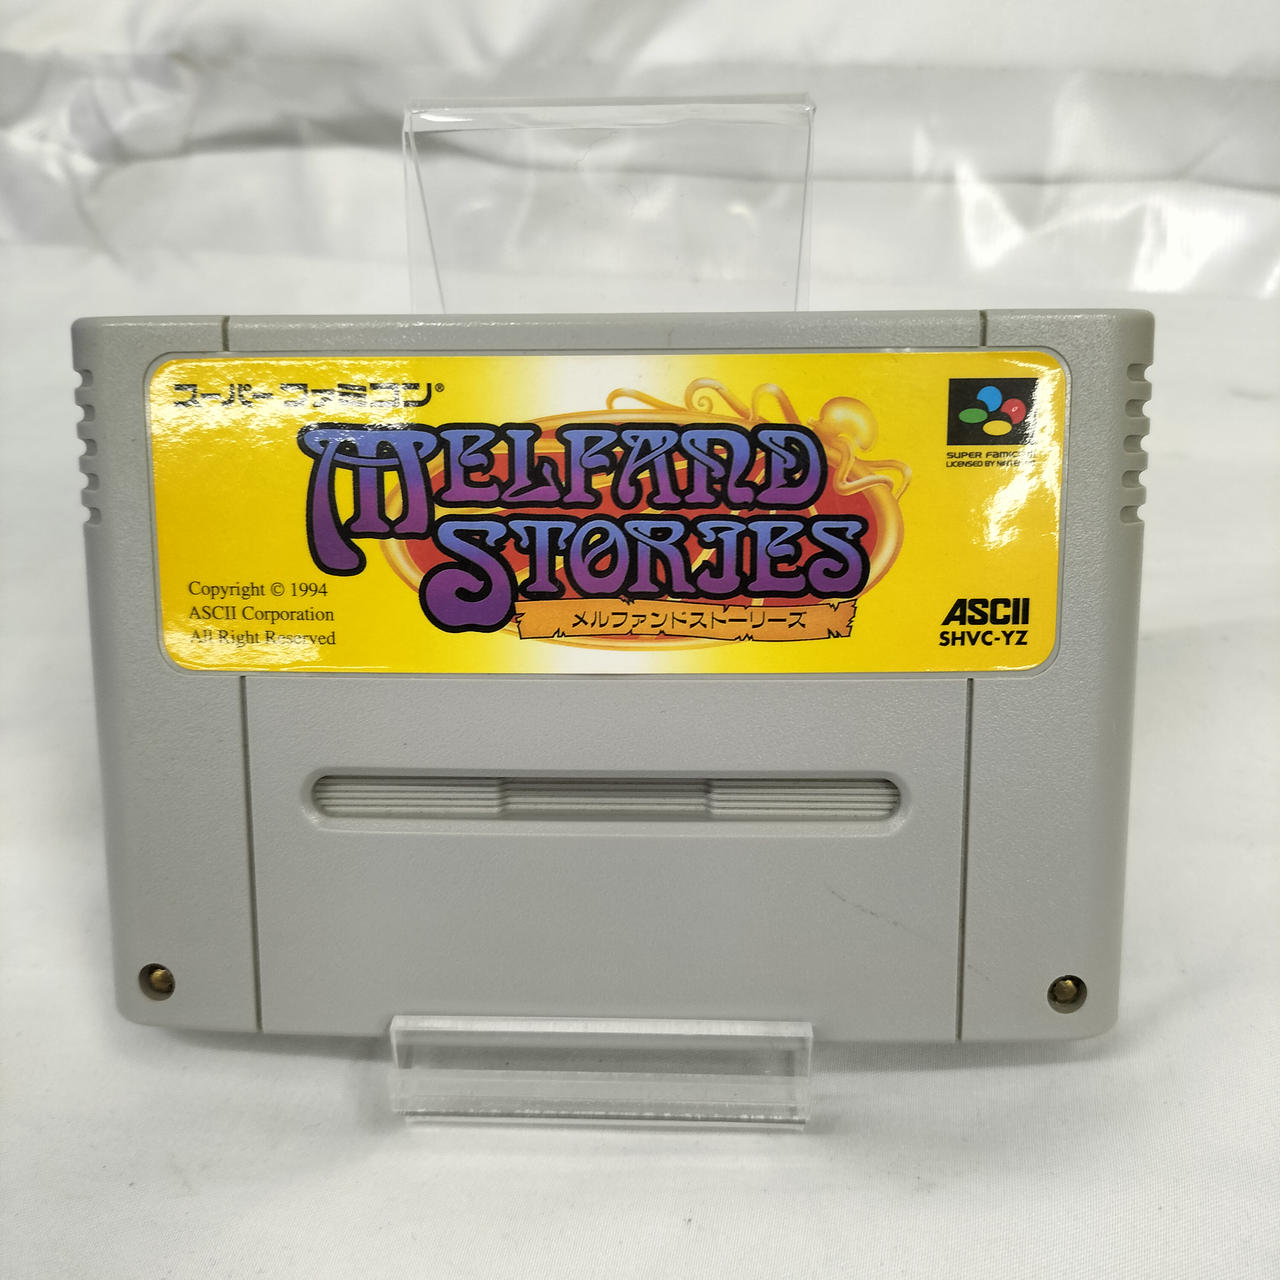 スーパーファミコン®
MELFAND
STORIES
メルファンドストーリーズ
SUPER FAMICOM
LICENSED BY NINTENDO
Copyright © 1994
ASCII Corporation
All Right Reserved
ASCII
SHVC-YZ